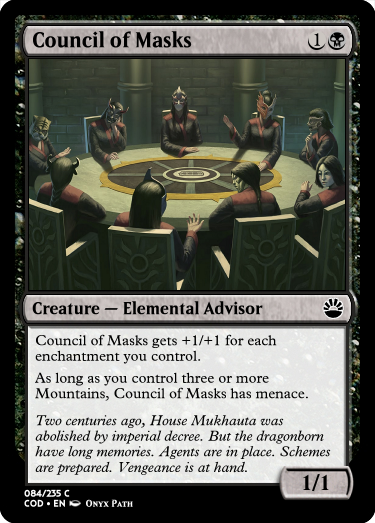 Council of Masks 1
Creature — Elemental Advisor
Council of Masks gets +1/+1 for each
enchantment you control.
As long as you control three or more
Mountains, Council of Masks has menace.
Two centuries ago, House Mukhauta was
abolished by imperial decree. But the dragonborn
have long memories. Agents are in place. Schemes
are prepared. Vengeance is at hand.
1/1
084/235 C
COD • EN Onyx Path